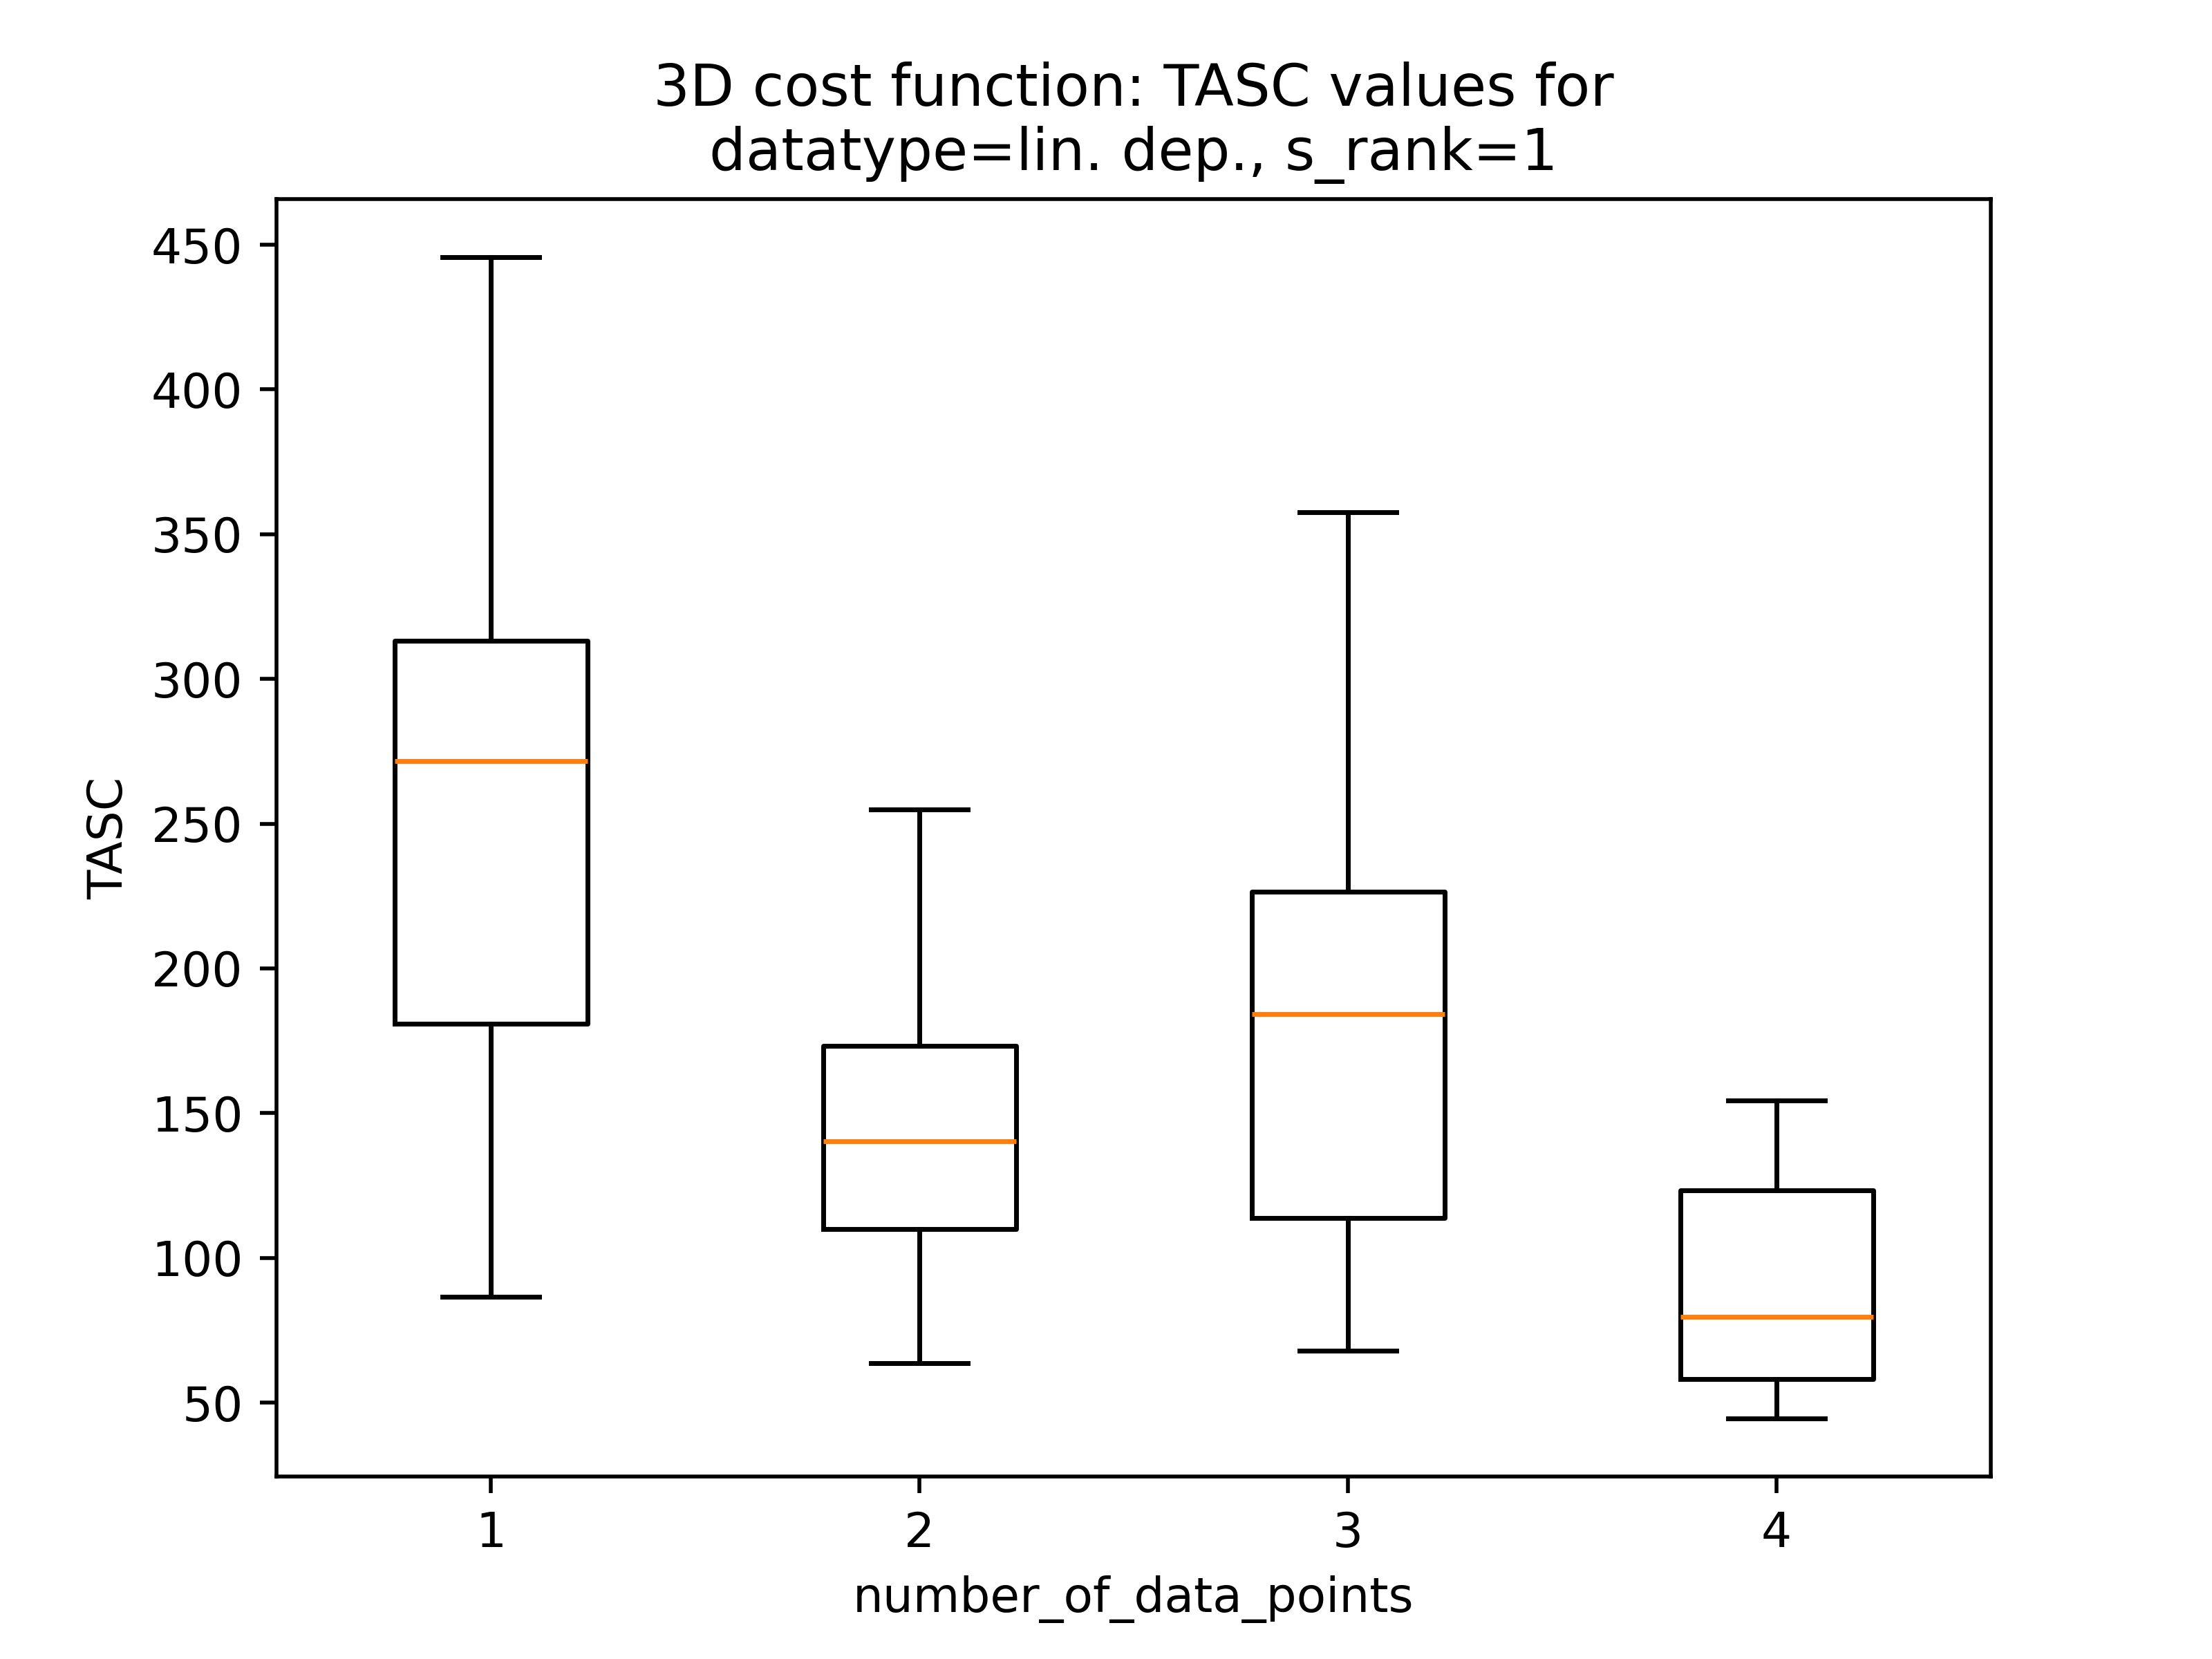 3D cost function: TASC values for
datatype=lin. dep., s_rank=1
TASC
450
400
350
300
250
200
150
100
50
1 2 3 4
number_of_data_points